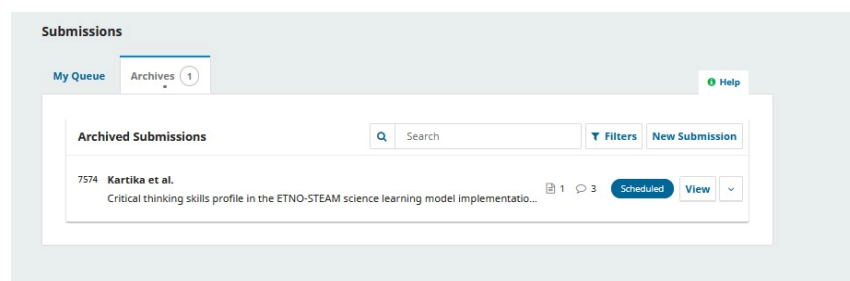 Submissions
My Queue Archives 1
Help
Archived Submissions Search Filters New Submission
7574 Kartika et al. 1 3 Scheduled View
Critical thinking skills profile in the ETNO-STEAM science learning model implementatio...